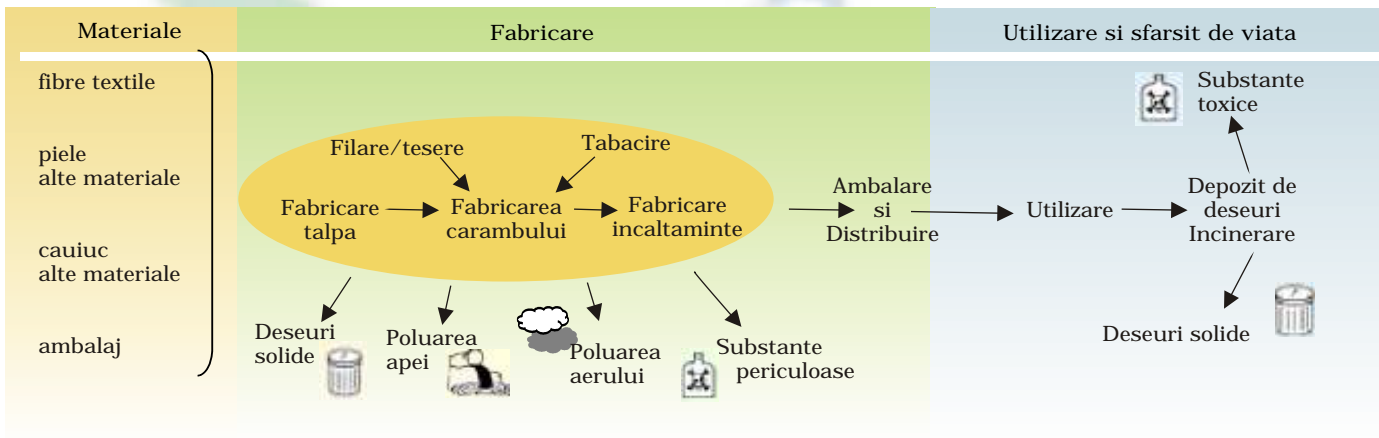 Materiale
Fabricare
Utilizare si sfarsit de viata
fibre textile
piele
alte materiale
cauiuc
alte materiale
ambalaj
Filare/tesere
Tabacire
Fabricare
talpa
Fabricarea
carambului
Fabricare
incaltaminte
Deseuri
solide
Poluarea
apei
Poluarea
aerului
Substante
periculoase
Ambalare
si
Distribuire
Utilizare
Substante
toxice
Depozit de
deseuri
Incinerare
Deseuri solide